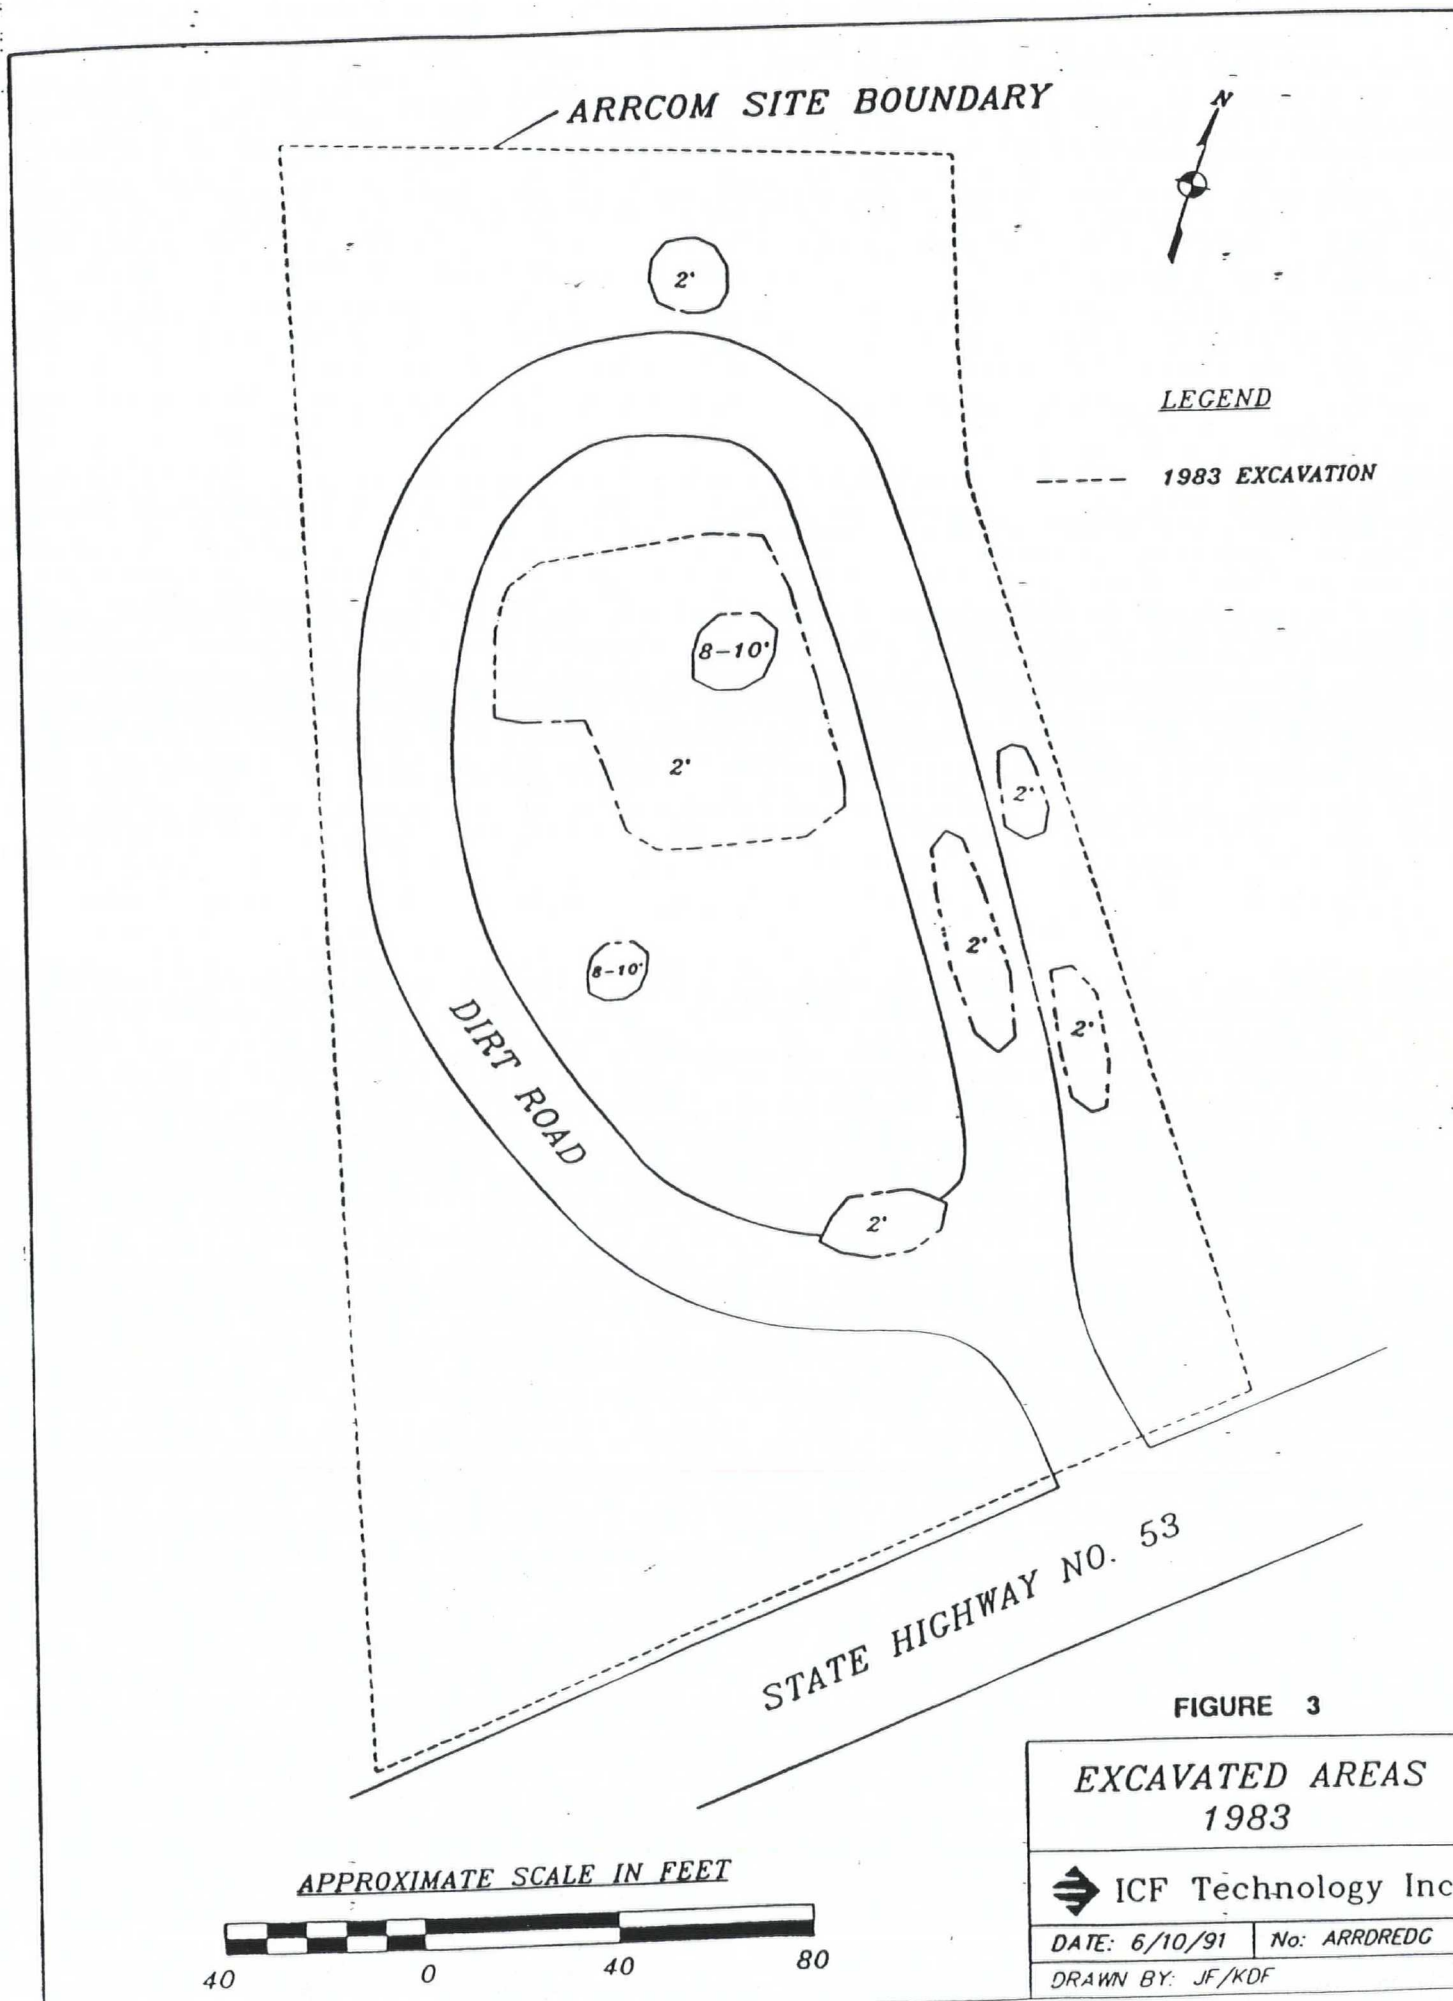 ARRCOM SITE BOUNDARY
N
2'
LEGEND
----- 1983 EXCAVATION
8-10'
2'
2'
2'
8-10'
2'
DIRT ROAD
2'
STATE HIGHWAY NO. 53
FIGURE 3
EXCAVATED AREAS
1983
APPROXIMATE SCALE IN FEET
ICF Technology Inc
DATE: 6/10/91
No: ARRDREDG
40 0 40 80
DRAWN BY: JF/KDF